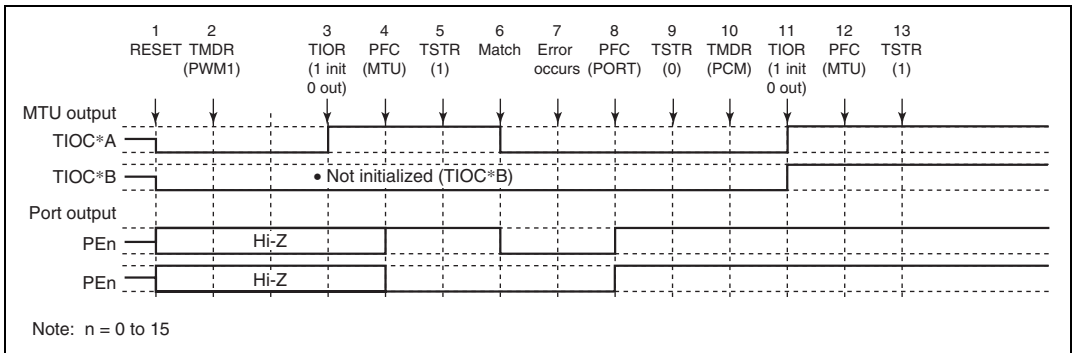 1 2 3 4 5 6 7 8 9 10 11 12 13
RESET TMDR TIOR PFC TSTR Match Error PFC TSTR TMDR TIOR PFC TSTR
(PWM1) (1 init (MTU) (1) occurs (PORT) (0) (PCM) (1 init (MTU) (1)
0 out) 0 out)
MTU output
TIOC*A
TIOC*B • Not initialized (TIOC*B)
Port output
PEn Hi-Z
PEn Hi-Z
Note: n = 0 to 15